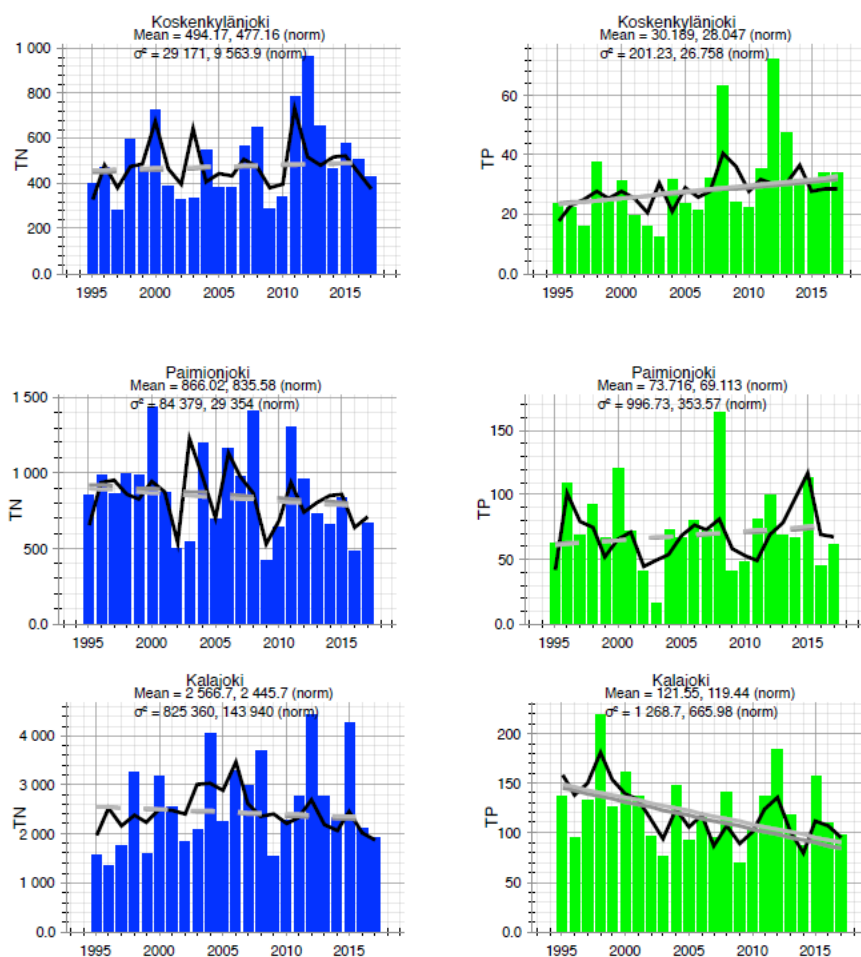 Koskenkylänjoki
Mean = 494.17, 477.16 (norm)
σ² = 29 171, 9 563.9 (norm)
1 000
800
600
400
200
0.0
TN
1995 2000 2005 2010 2015
Koskenkylänjoki
Mean = 30.189, 28.047 (norm)
σ² = 201.23, 26.758 (norm)
60
40
20
0.0
TP
1995 2000 2005 2010 2015
Paimionjoki
Mean = 866.02, 835.58 (norm)
σ² = 84 379, 29 354 (norm)
1 500
1 000
500
0.0
TN
1995 2000 2005 2010 2015
Paimionjoki
Mean = 73.716, 69.113 (norm)
σ² = 996.73, 353.57 (norm)
150
100
50
0.0
TP
1995 2000 2005 2010 2015
Kalajoki
Mean = 2 566.7, 2 445.7 (norm)
σ² = 825 360, 143 940 (norm)
4 000
3 000
2 000
1 000
0.0
TN
1995 2000 2005 2010 2015
Kalajoki
Mean = 121.55, 119.44 (norm)
σ² = 1 268.7, 665.98 (norm)
200
150
100
50
0.0
TP
1995 2000 2005 2010 2015